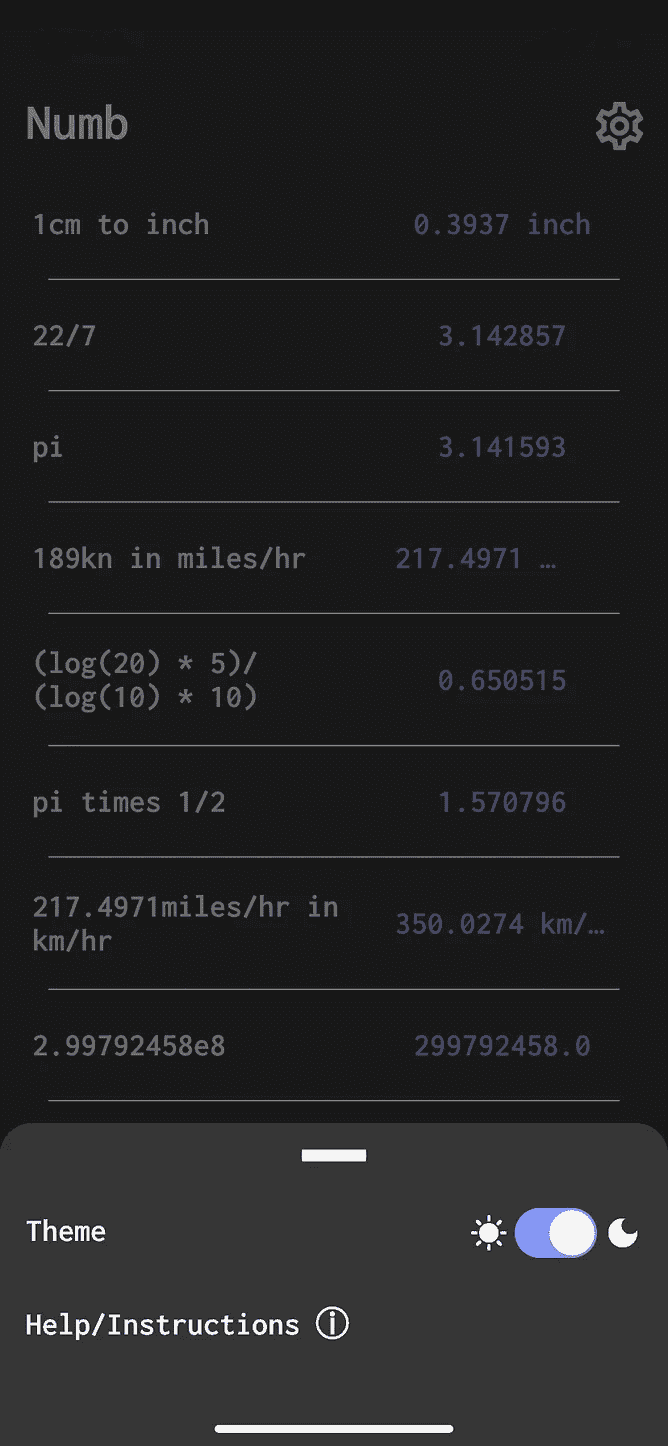 Numb
1cm to inch 0.3937 inch
22/7 3.142857
pi 3.141593
189kn in miles/hr 217.4971 …
(log(20) * 5)/
(log(10) * 10) 0.650515
pi times 1/2 1.570796
217.4971miles/hr in
km/hr 350.0274 km/…
2.99792458e8 299792458.0
Theme
Help/Instructions